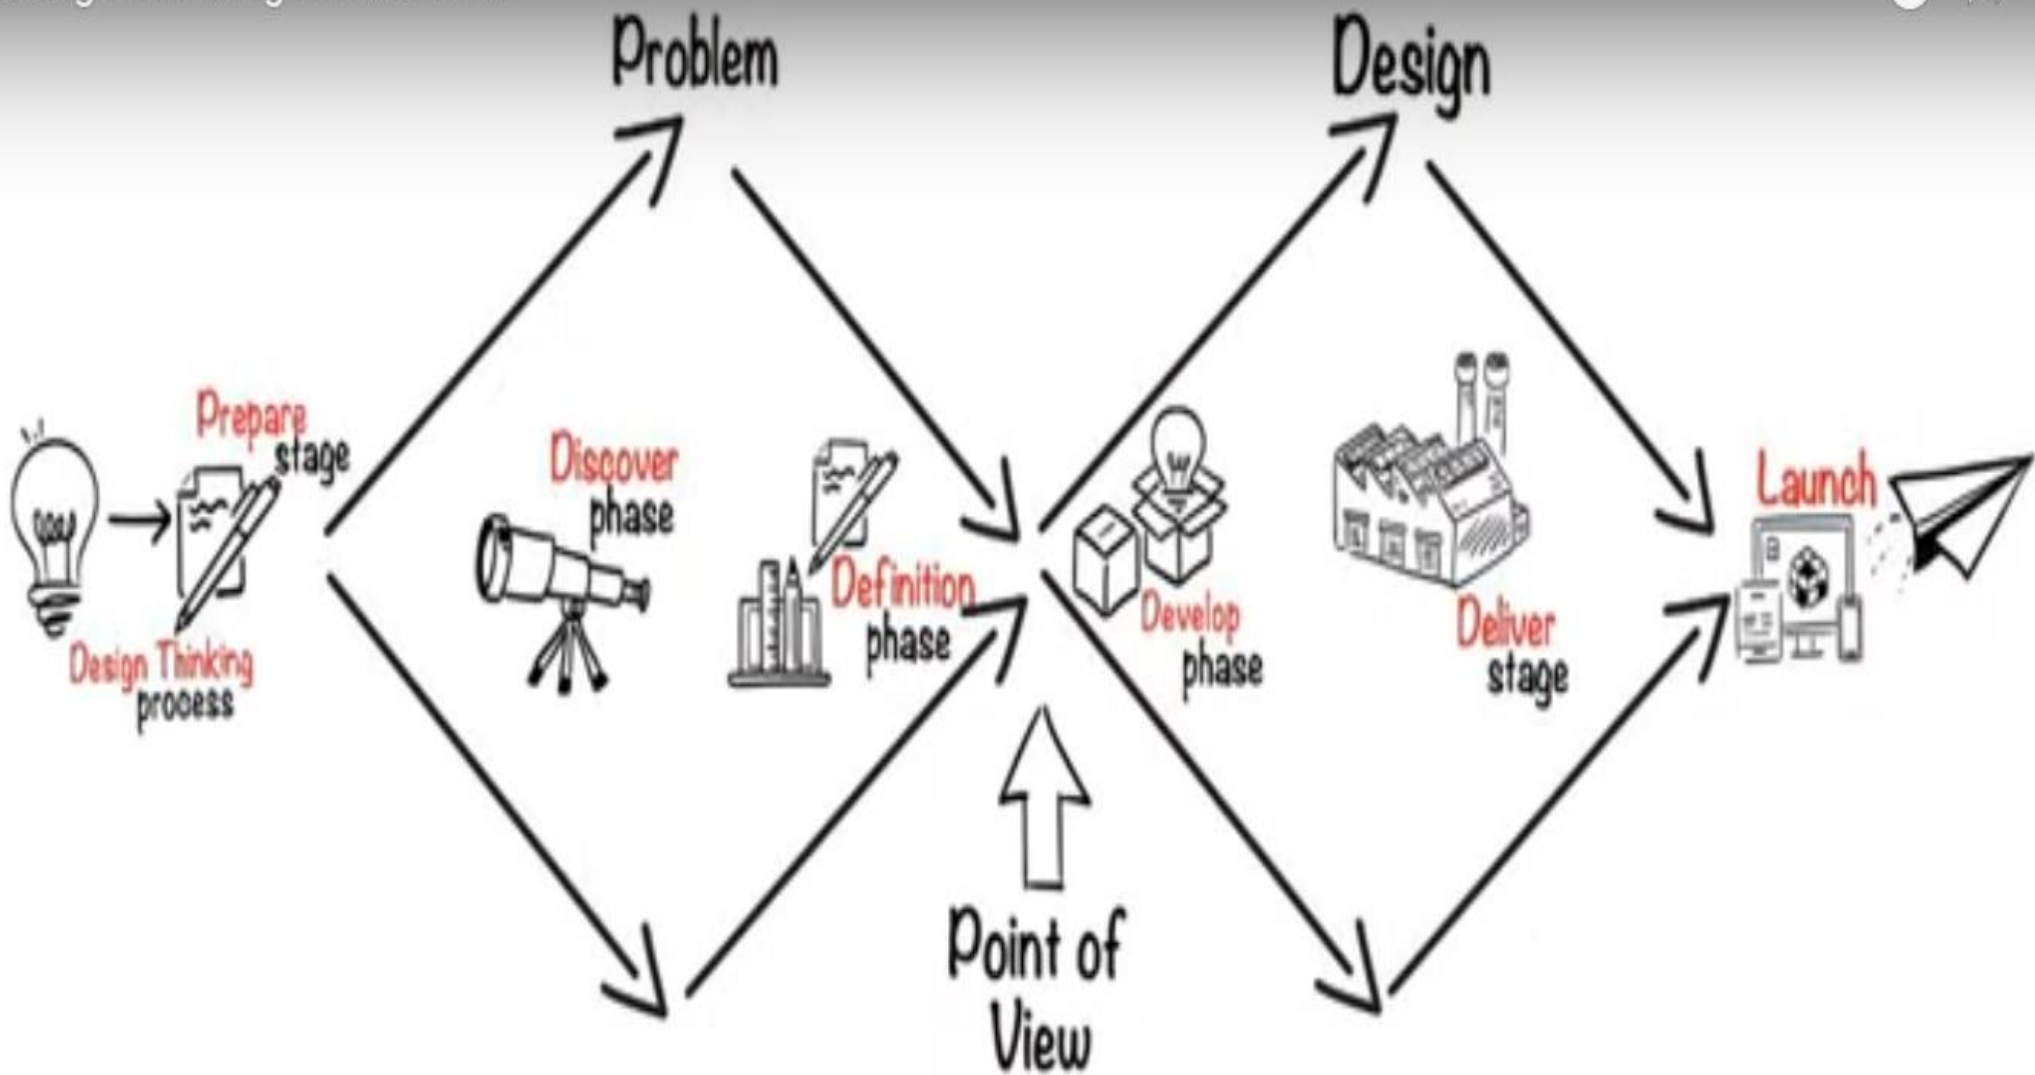 Problem
Design
Prepare
stage
Design Thinking
process
Discover
phase
Definition
phase
Point of
View
Develop
phase
Deliver
stage
Launch